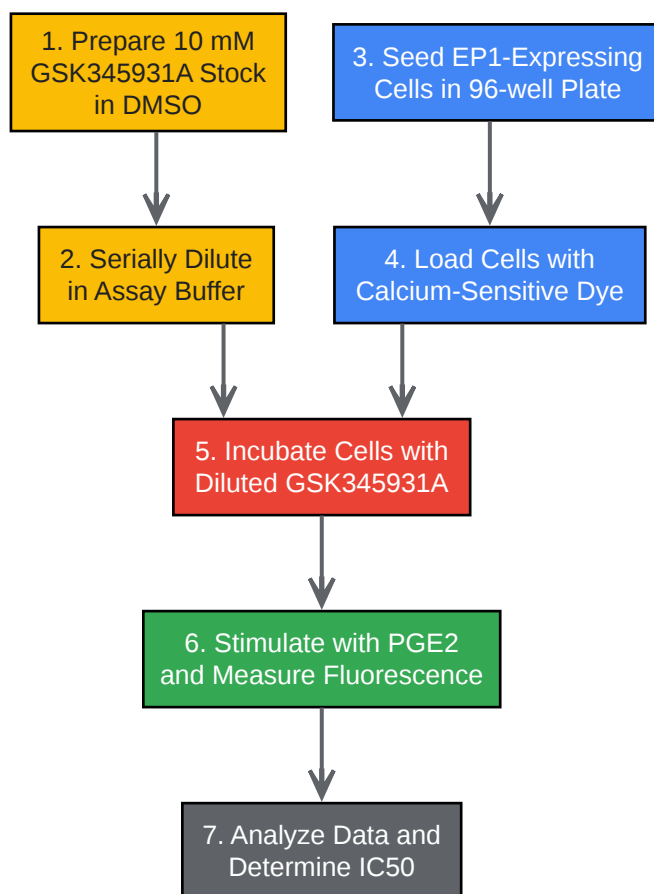 1. Prepare 10 mM
GSK345931A Stock
in DMSO
2. Serially Dilute
in Assay Buffer
3. Seed EP1-Expressing
Cells in 96-well Plate
4. Load Cells with
Calcium-Sensitive Dye
5. Incubate Cells with
Diluted GSK345931A
6. Stimulate with PGE2
and Measure Fluorescence
7. Analyze Data and
Determine IC50